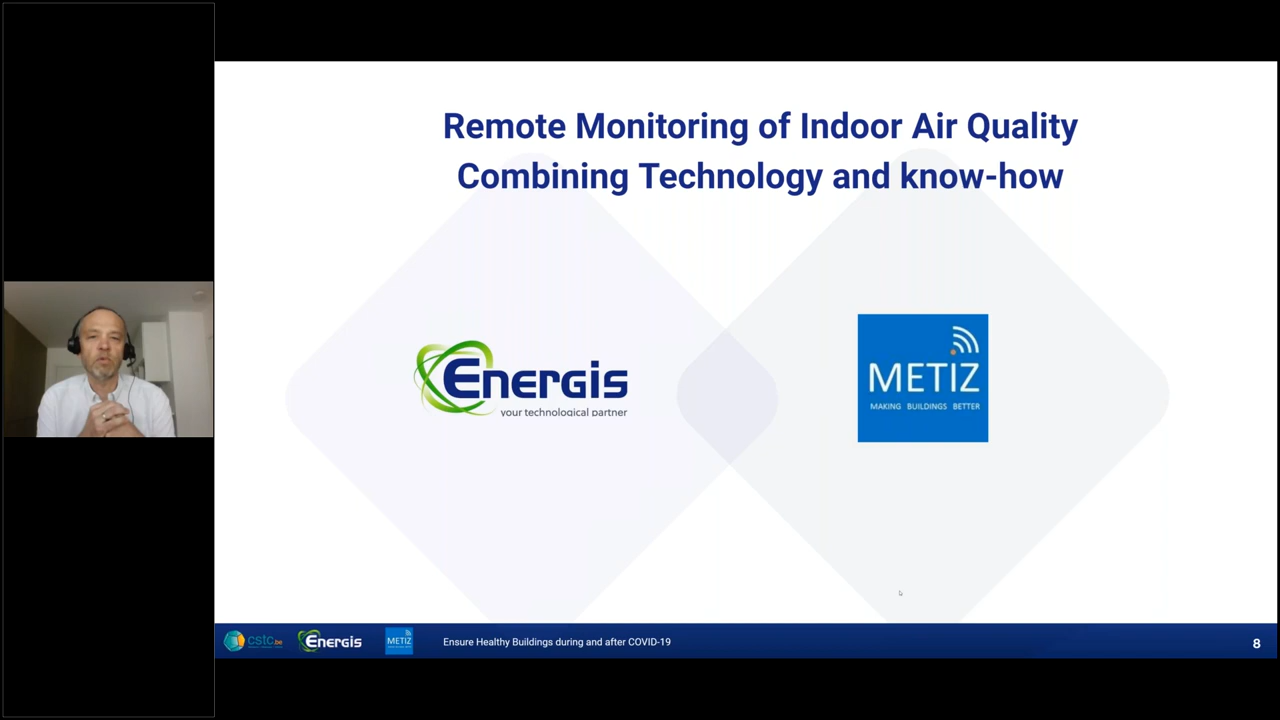 Remote Monitoring of Indoor Air Quality
Combining Technology and know-how
Energis
your technological partner
METIZ
MAKING BUILDINGS BETTER
cstc.be
Energis
METIZ
Ensure Healthy Buildings during and after COVID-19
8